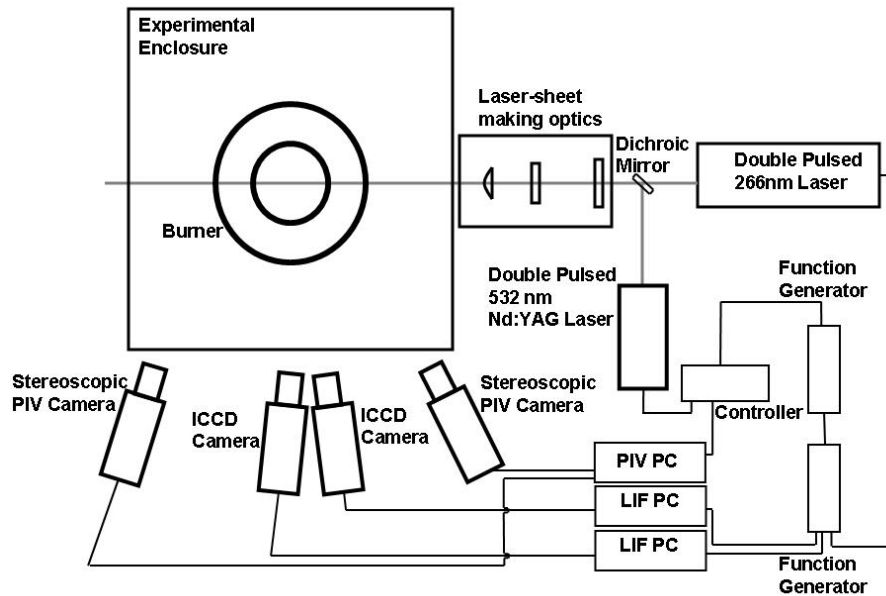 Experimental
Enclosure
Laser-sheet
making optics
Dichroic
Mirror
Double Pulsed
266nm Laser
Burner
Double Pulsed
532 nm
Nd:YAG Laser
Function
Generator
Stereoscopic
PIV Camera
ICCD
Camera
ICCD
Camera
Stereoscopic
PIV Camera
Controller
PIV PC
LIF PC
LIF PC
Function
Generator